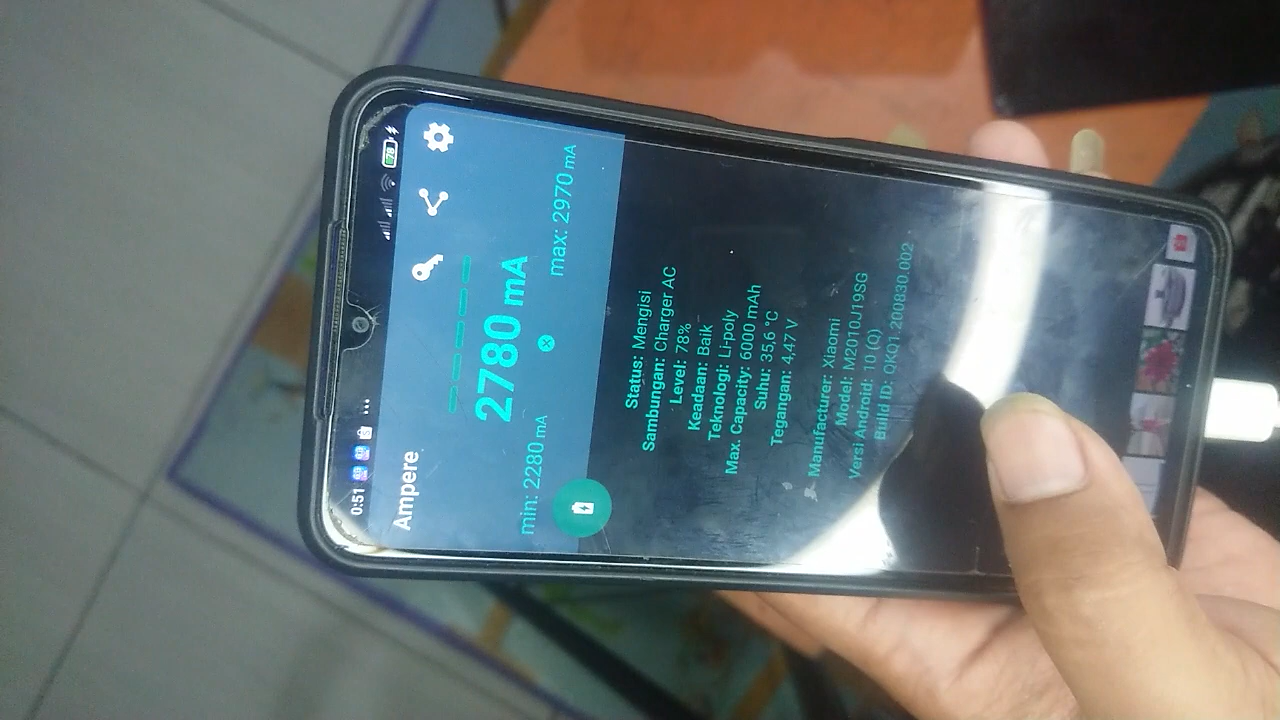 0:51
78
Ampere
2780 mA
min: 2280 mA
max: 2970 mA
Status: Mengisi
Sambungan: Charger AC
Level: 78%
Keadaan: Baik
Teknologi: Li-poly
Max. Capacity: 6000 mAh
Suhu: 35,6 °C
Tegangan: 4,47 V
Manufacturer: Xiaomi
Model: M2010J19SG
Versi Android: 10 (Q)
Build ID: QKQ1.200830.002